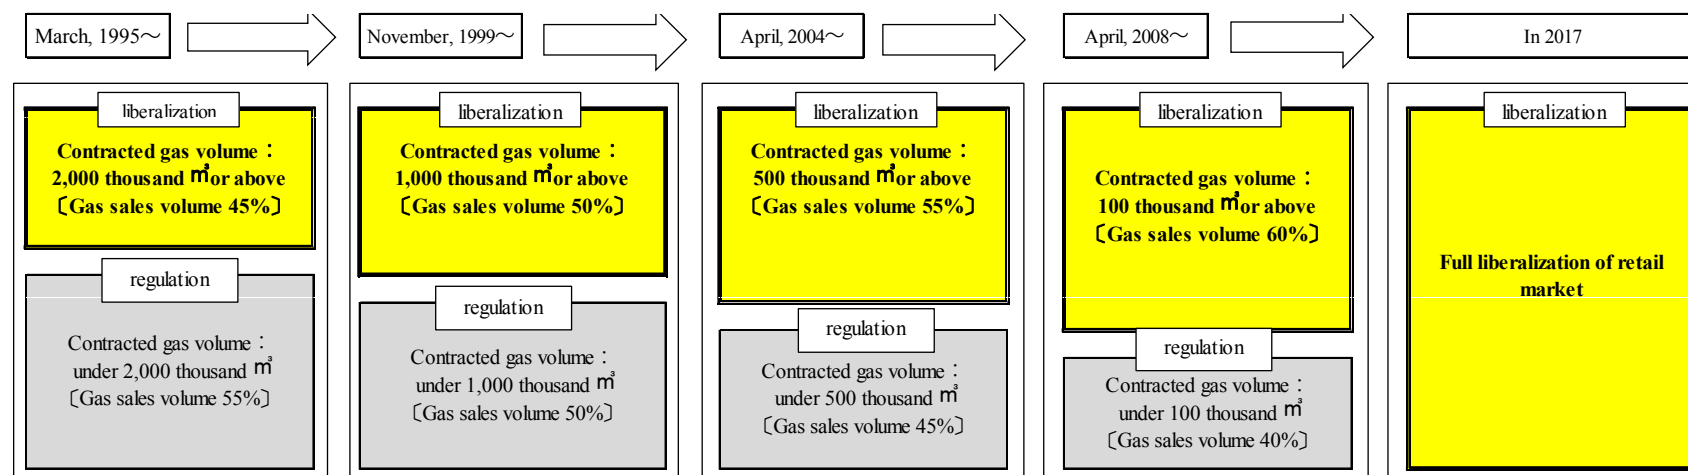 March, 1995～
November, 1999～
April, 2004～
April, 2008～
In 2017
liberalization
Contracted gas volume：
2,000 thousand ㎥or above
〔Gas sales volume 45%〕
regulation
Contracted gas volume：
under 2,000 thousand ㎥
〔Gas sales volume 55%〕
liberalization
Contracted gas volume：
1,000 thousand ㎥or above
〔Gas sales volume 50%〕
regulation
Contracted gas volume：
under 1,000 thousand ㎥
〔Gas sales volume 50%〕
liberalization
Contracted gas volume：
500 thousand ㎥or above
〔Gas sales volume 55%〕
regulation
Contracted gas volume：
under 500 thousand ㎥
〔Gas sales volume 45%〕
liberalization
Contracted gas volume：
100 thousand ㎥or above
〔Gas sales volume 60%〕
regulation
Contracted gas volume：
under 100 thousand ㎥
〔Gas sales volume 40%〕
liberalization
Full liberalization of retail
market